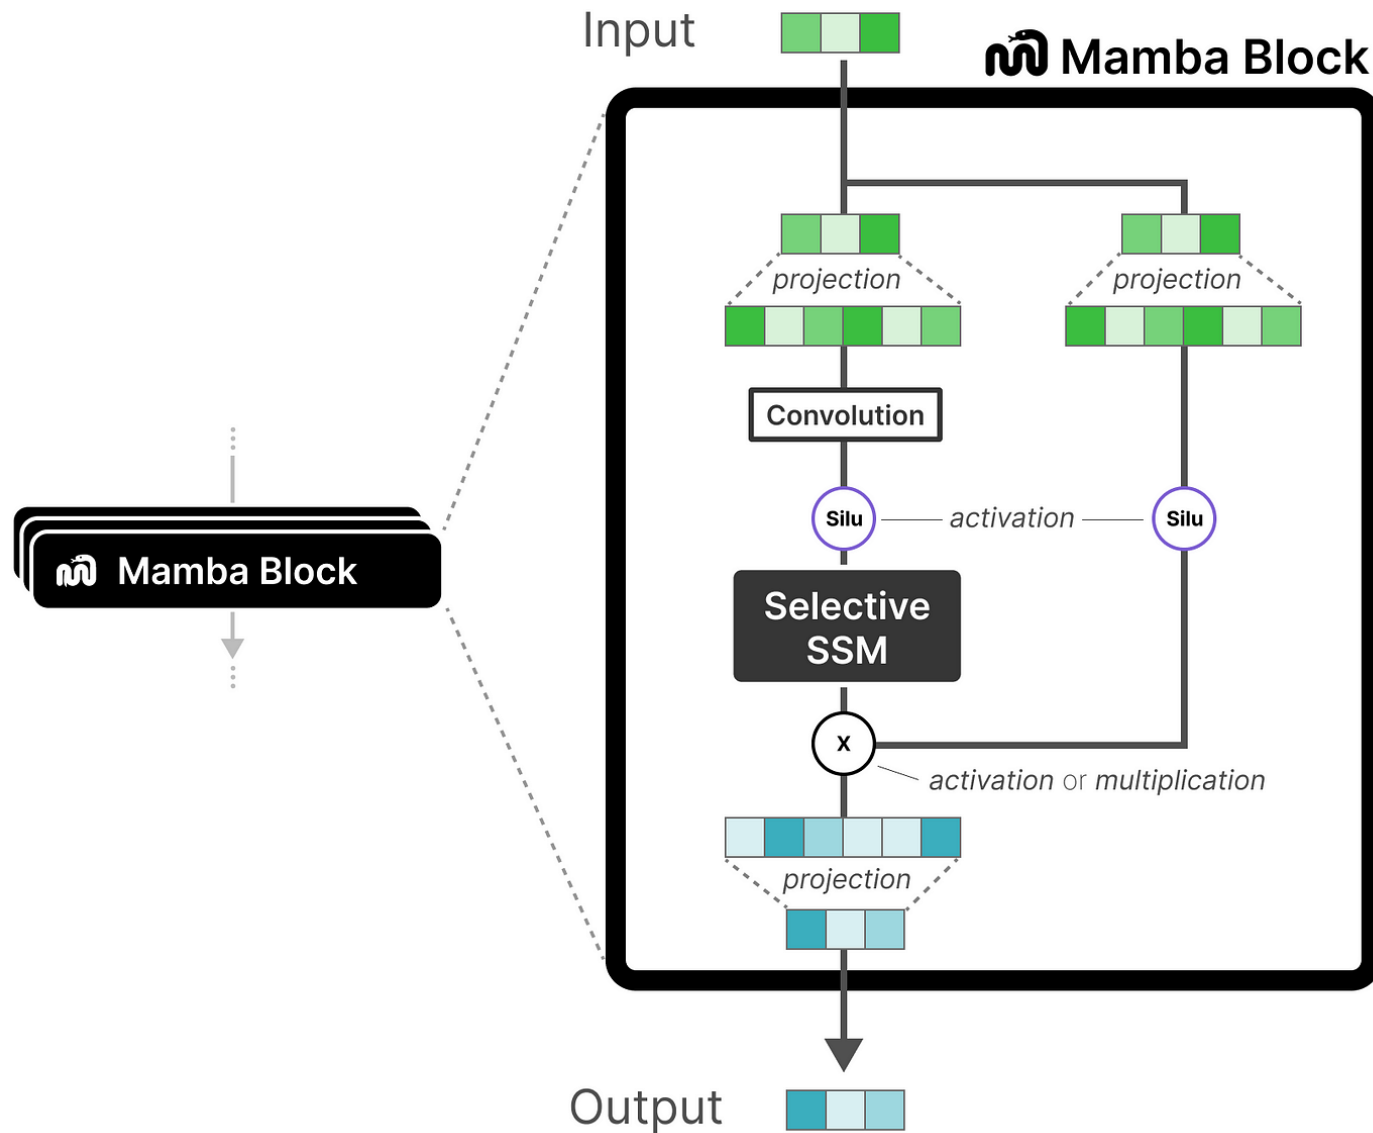 Input
Mamba Block
projection
projection
Convolution
Silu
activation
Silu
Mamba Block
Selective
SSM
X
activation or multiplication
projection
Output